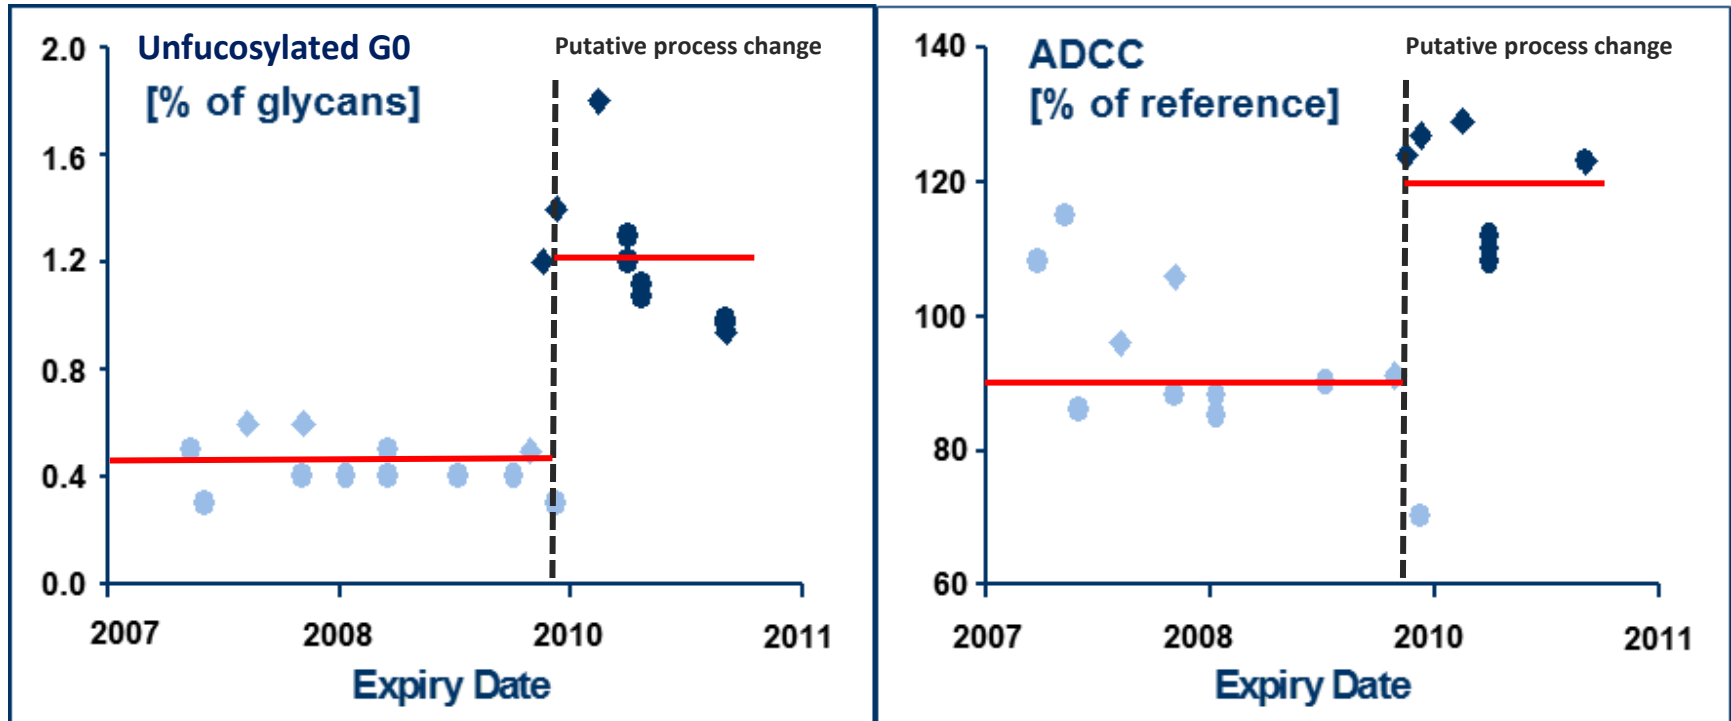 Unfucosylated G0
[% of glycans]
Putative process change
2.0
1.6
1.2
0.8
0.4
0.0
2007
2008
2010
2011
Expiry Date
ADCC
[% of reference]
Putative process change
140
120
100
80
60
2007
2008
2010
2011
Expiry Date